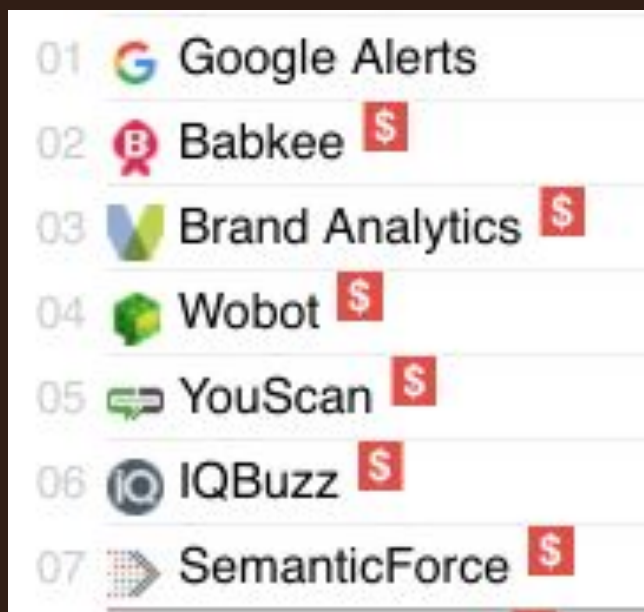 01 Google Alerts
02 Babkee $
03 Brand Analytics $
04 Wobot $
05 YouScan $
06 IQBuzz $
07 SemanticForce $